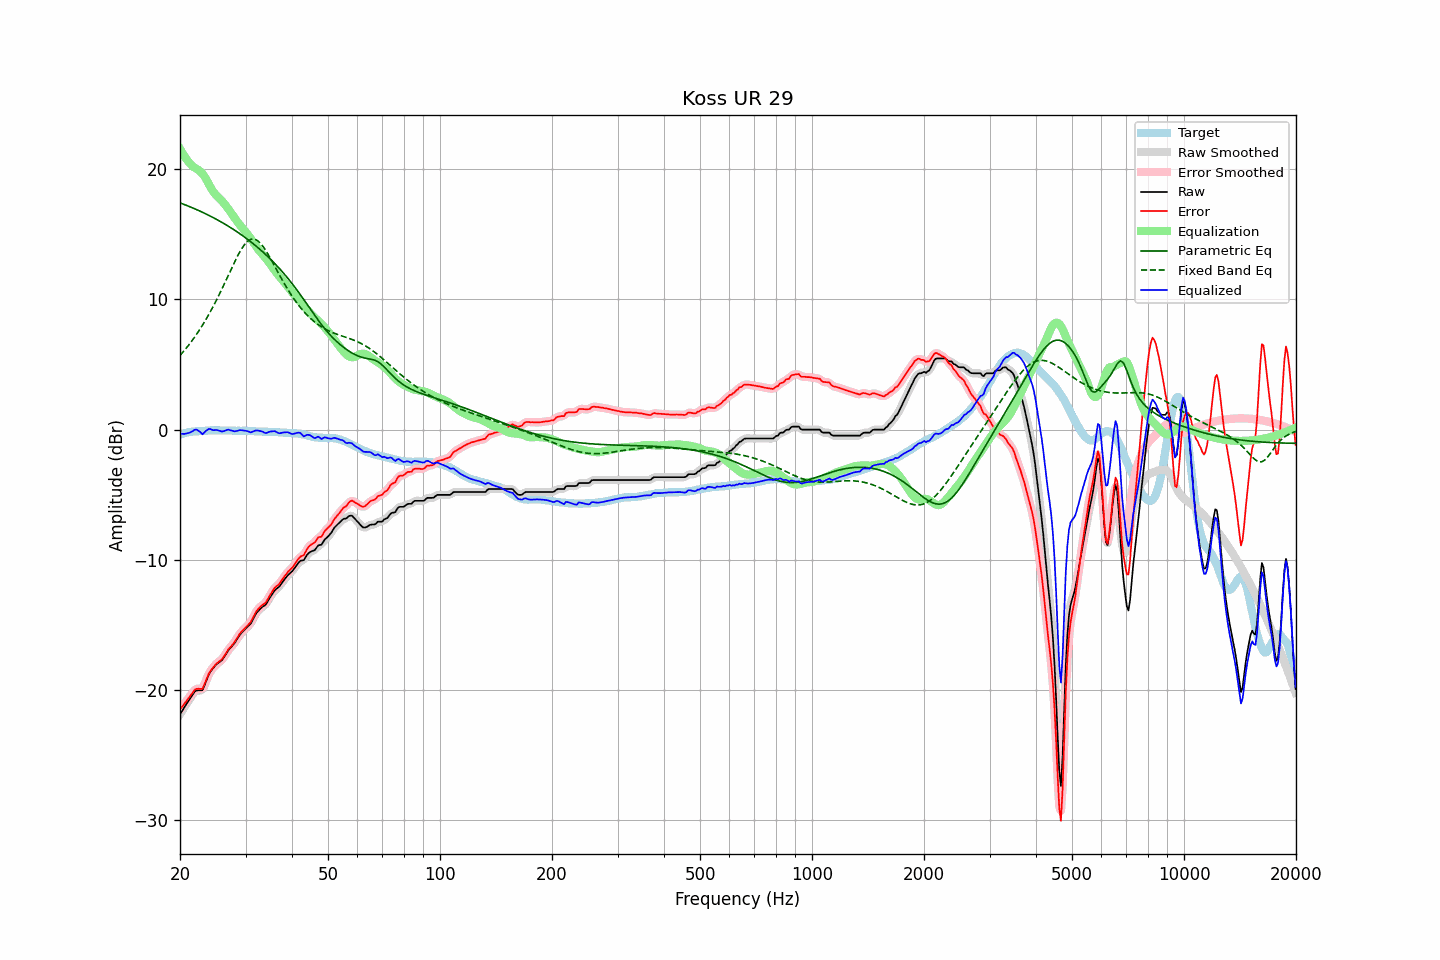 Koss UR 29
Amplitude (dBr)
20
10
0
−10
−20
−30
Target
Raw Smoothed
Error Smoothed
Raw
Error
Equalization
Parametric Eq
Fixed Band Eq
Equalized
20 50 100 200 500 1000 2000 5000 10000 20000
Frequency (Hz)